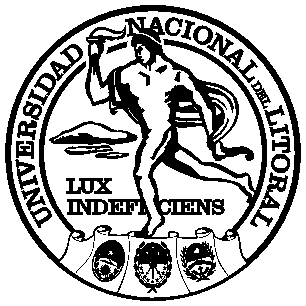 UNIVERSIDAD NACIONAL DEL LITORAL
LUX
INDEFICIENS